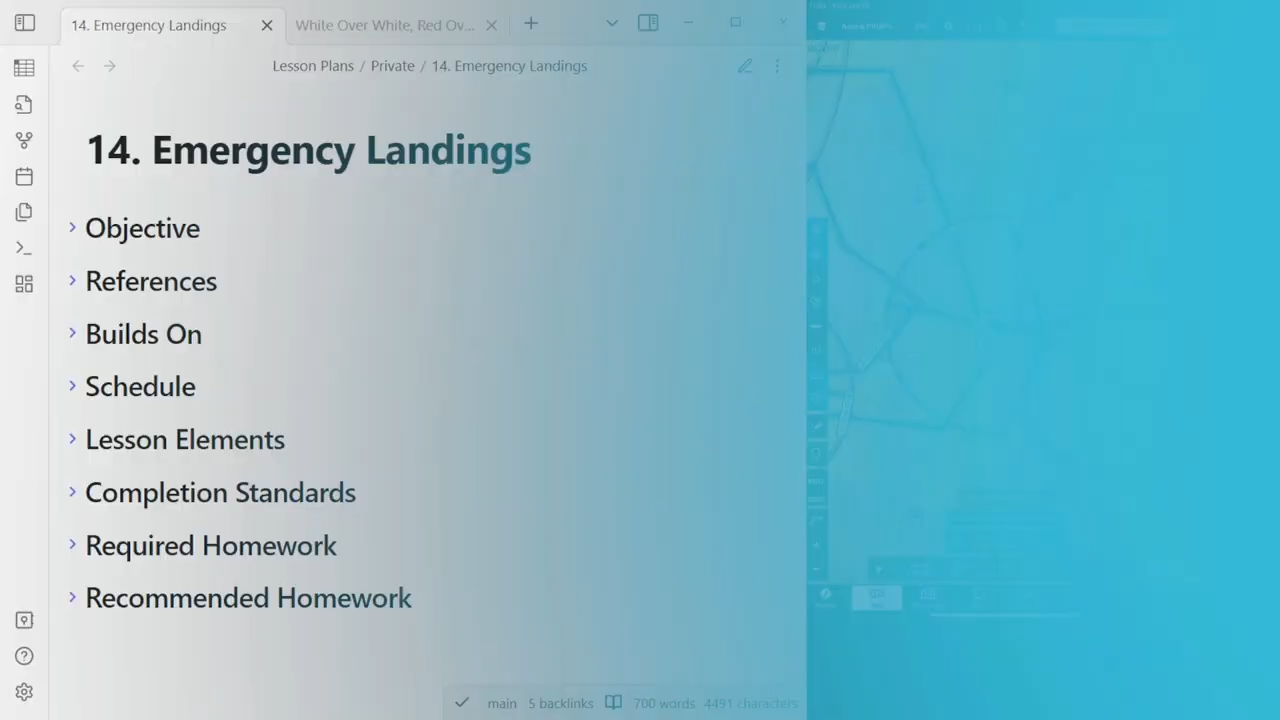 14. Emergency Landings
White Over White, Red Ov...
Lesson Plans / Private / 14. Emergency Landings
14. Emergency Landings
Objective
References
Builds On
Schedule
Lesson Elements
Completion Standards
Required Homework
Recommended Homework
main 5 backlinks 700 words 4491 characters